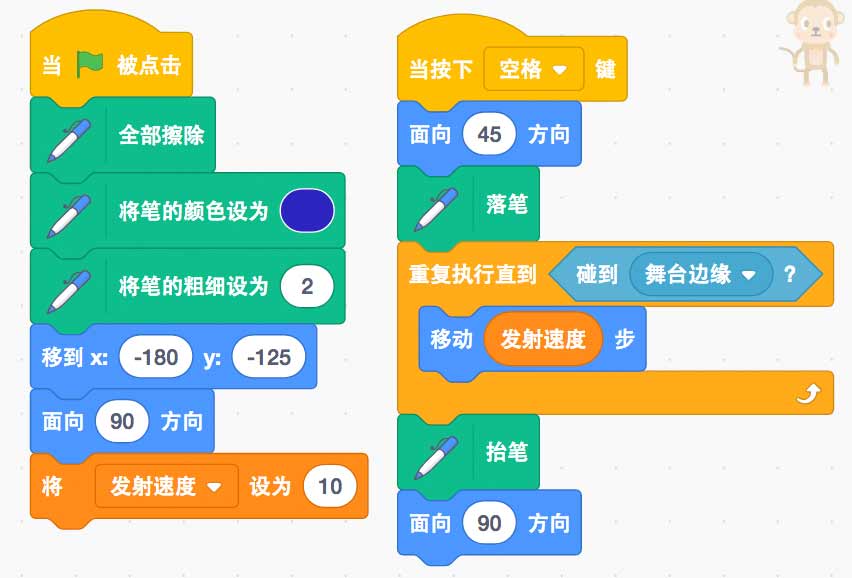 当 被点击
全部擦除
将笔的颜色设为
将笔的粗细设为 2
移到 x: -180 y: -125
面向 90 方向
将 发射速度 设为 10
当按下 空格 键
面向 45 方向
落笔
重复执行直到 碰到 舞台边缘 ?
移动 发射速度 步
抬笔
面向 90 方向